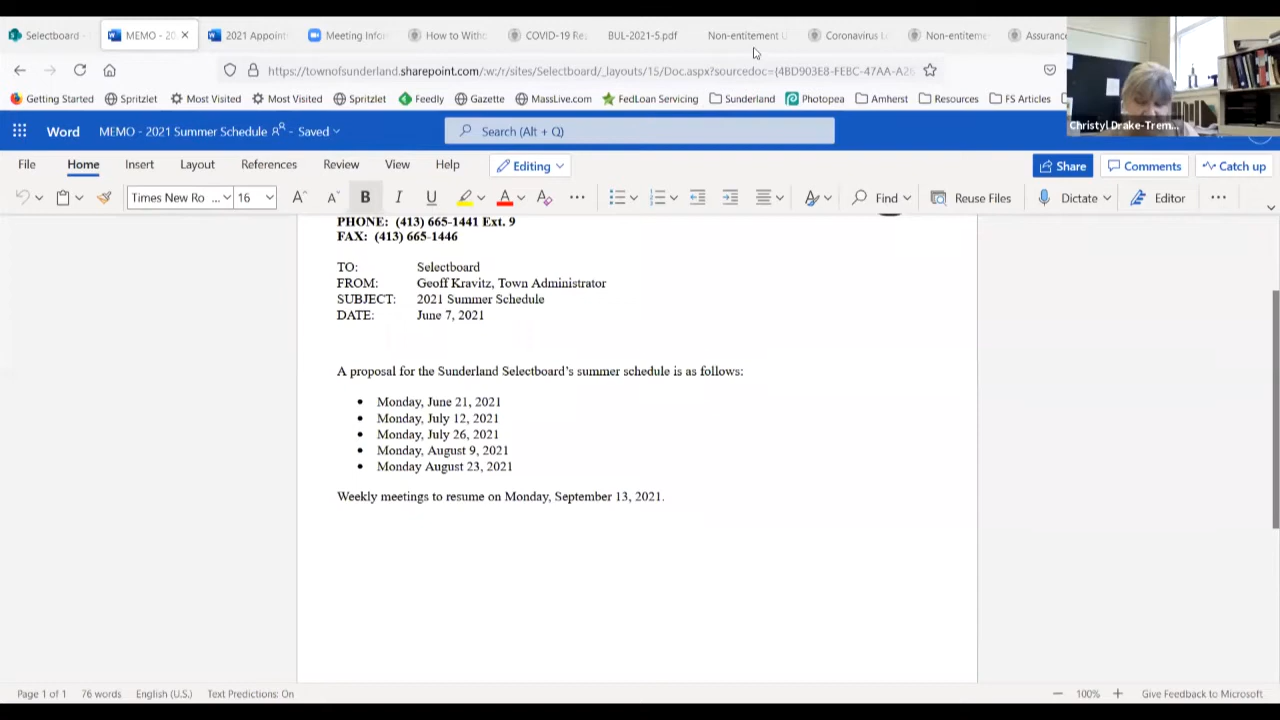 Selectboard
MEMO - 20
2021 Appoint
Meeting Infor
How to Witho
COVID-19 Re
BUL-2021-5.pdf
Non-entitement U
Coronavirus L
Non-entiteme
Assurance
https://townofsunderland.sharepoint.com/:w:/r/sites/Selectboard/_layouts/15/Doc.aspx?sourcedoc={4BD903E8-FEBC-47AA-A26
Getting Started
Spritzlet
Most Visited
Most Visited
Spritzlet
Feedly
Gazette
MassLive.com
FedLoan Servicing
Sunderland
Photopea
Amherst
Resources
FS Articles
Christyl Drake-Trem...
Word MEMO - 2021 Summer Schedule - Saved
Search (Alt + Q)
File Home Insert Layout References Review View Help Editing Share Comments Catch up
Times New Ro ... 16 A A B I U A Find Reuse Files Dictate Editor
PHONE: (413) 665-1441 Ext. 9
FAX: (413) 665-1446
TO: Selectboard
FROM: Geoff Kravitz, Town Administrator
SUBJECT: 2021 Summer Schedule
DATE: June 7, 2021
A proposal for the Sunderland Selectboard's summer schedule is as follows:
• Monday, June 21, 2021
• Monday, July 12, 2021
• Monday, July 26, 2021
• Monday, August 9, 2021
• Monday August 23, 2021
Weekly meetings to resume on Monday, September 13, 2021.
Page 1 of 1 76 words English (U.S.) Text Predictions: On 100% Give Feedback to Microsoft